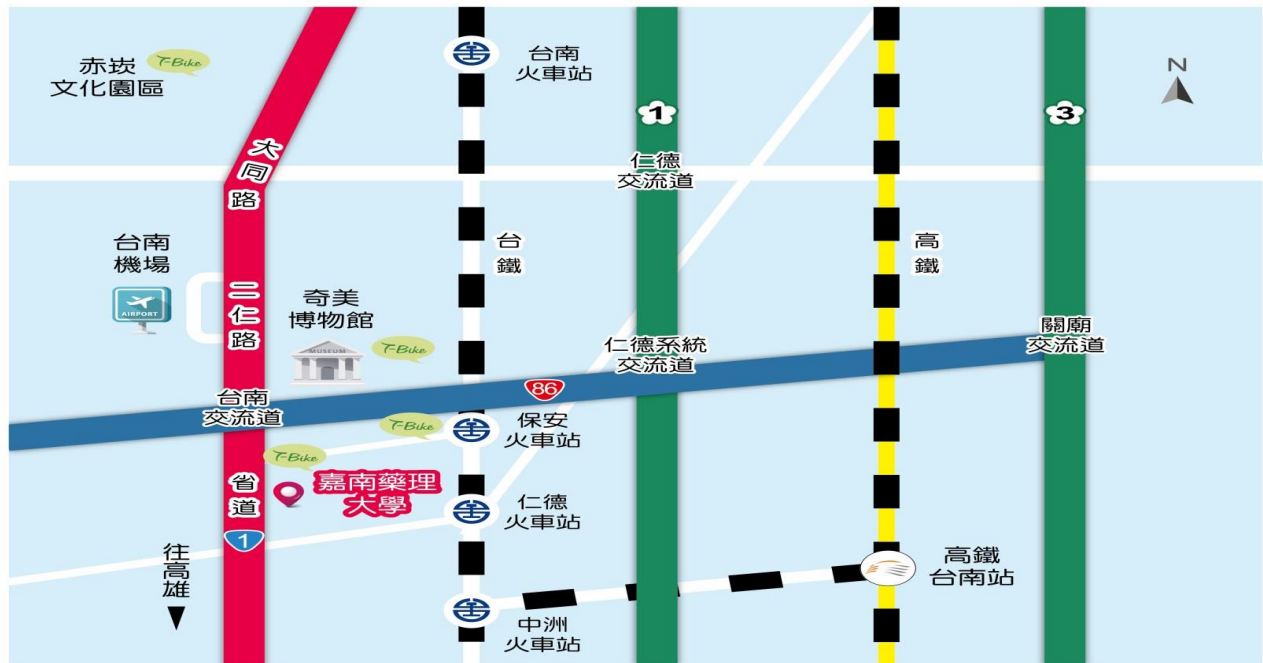 赤崁
文化園區
T-Bike
台南
火車站
1
3
N
大同路
仁德
交流道
台南
機場
AIRPORT
二仁路
奇美
博物館
MUSEUM
T-Bike
台鐵
高鐵
仁德系統
交流道
關廟
交流道
86
台南
交流道
T-Bike
保安
火車站
T-Bike
省道
1
嘉南藥理
大學
仁德
火車站
往高雄
高鐵
台南站
中洲
火車站